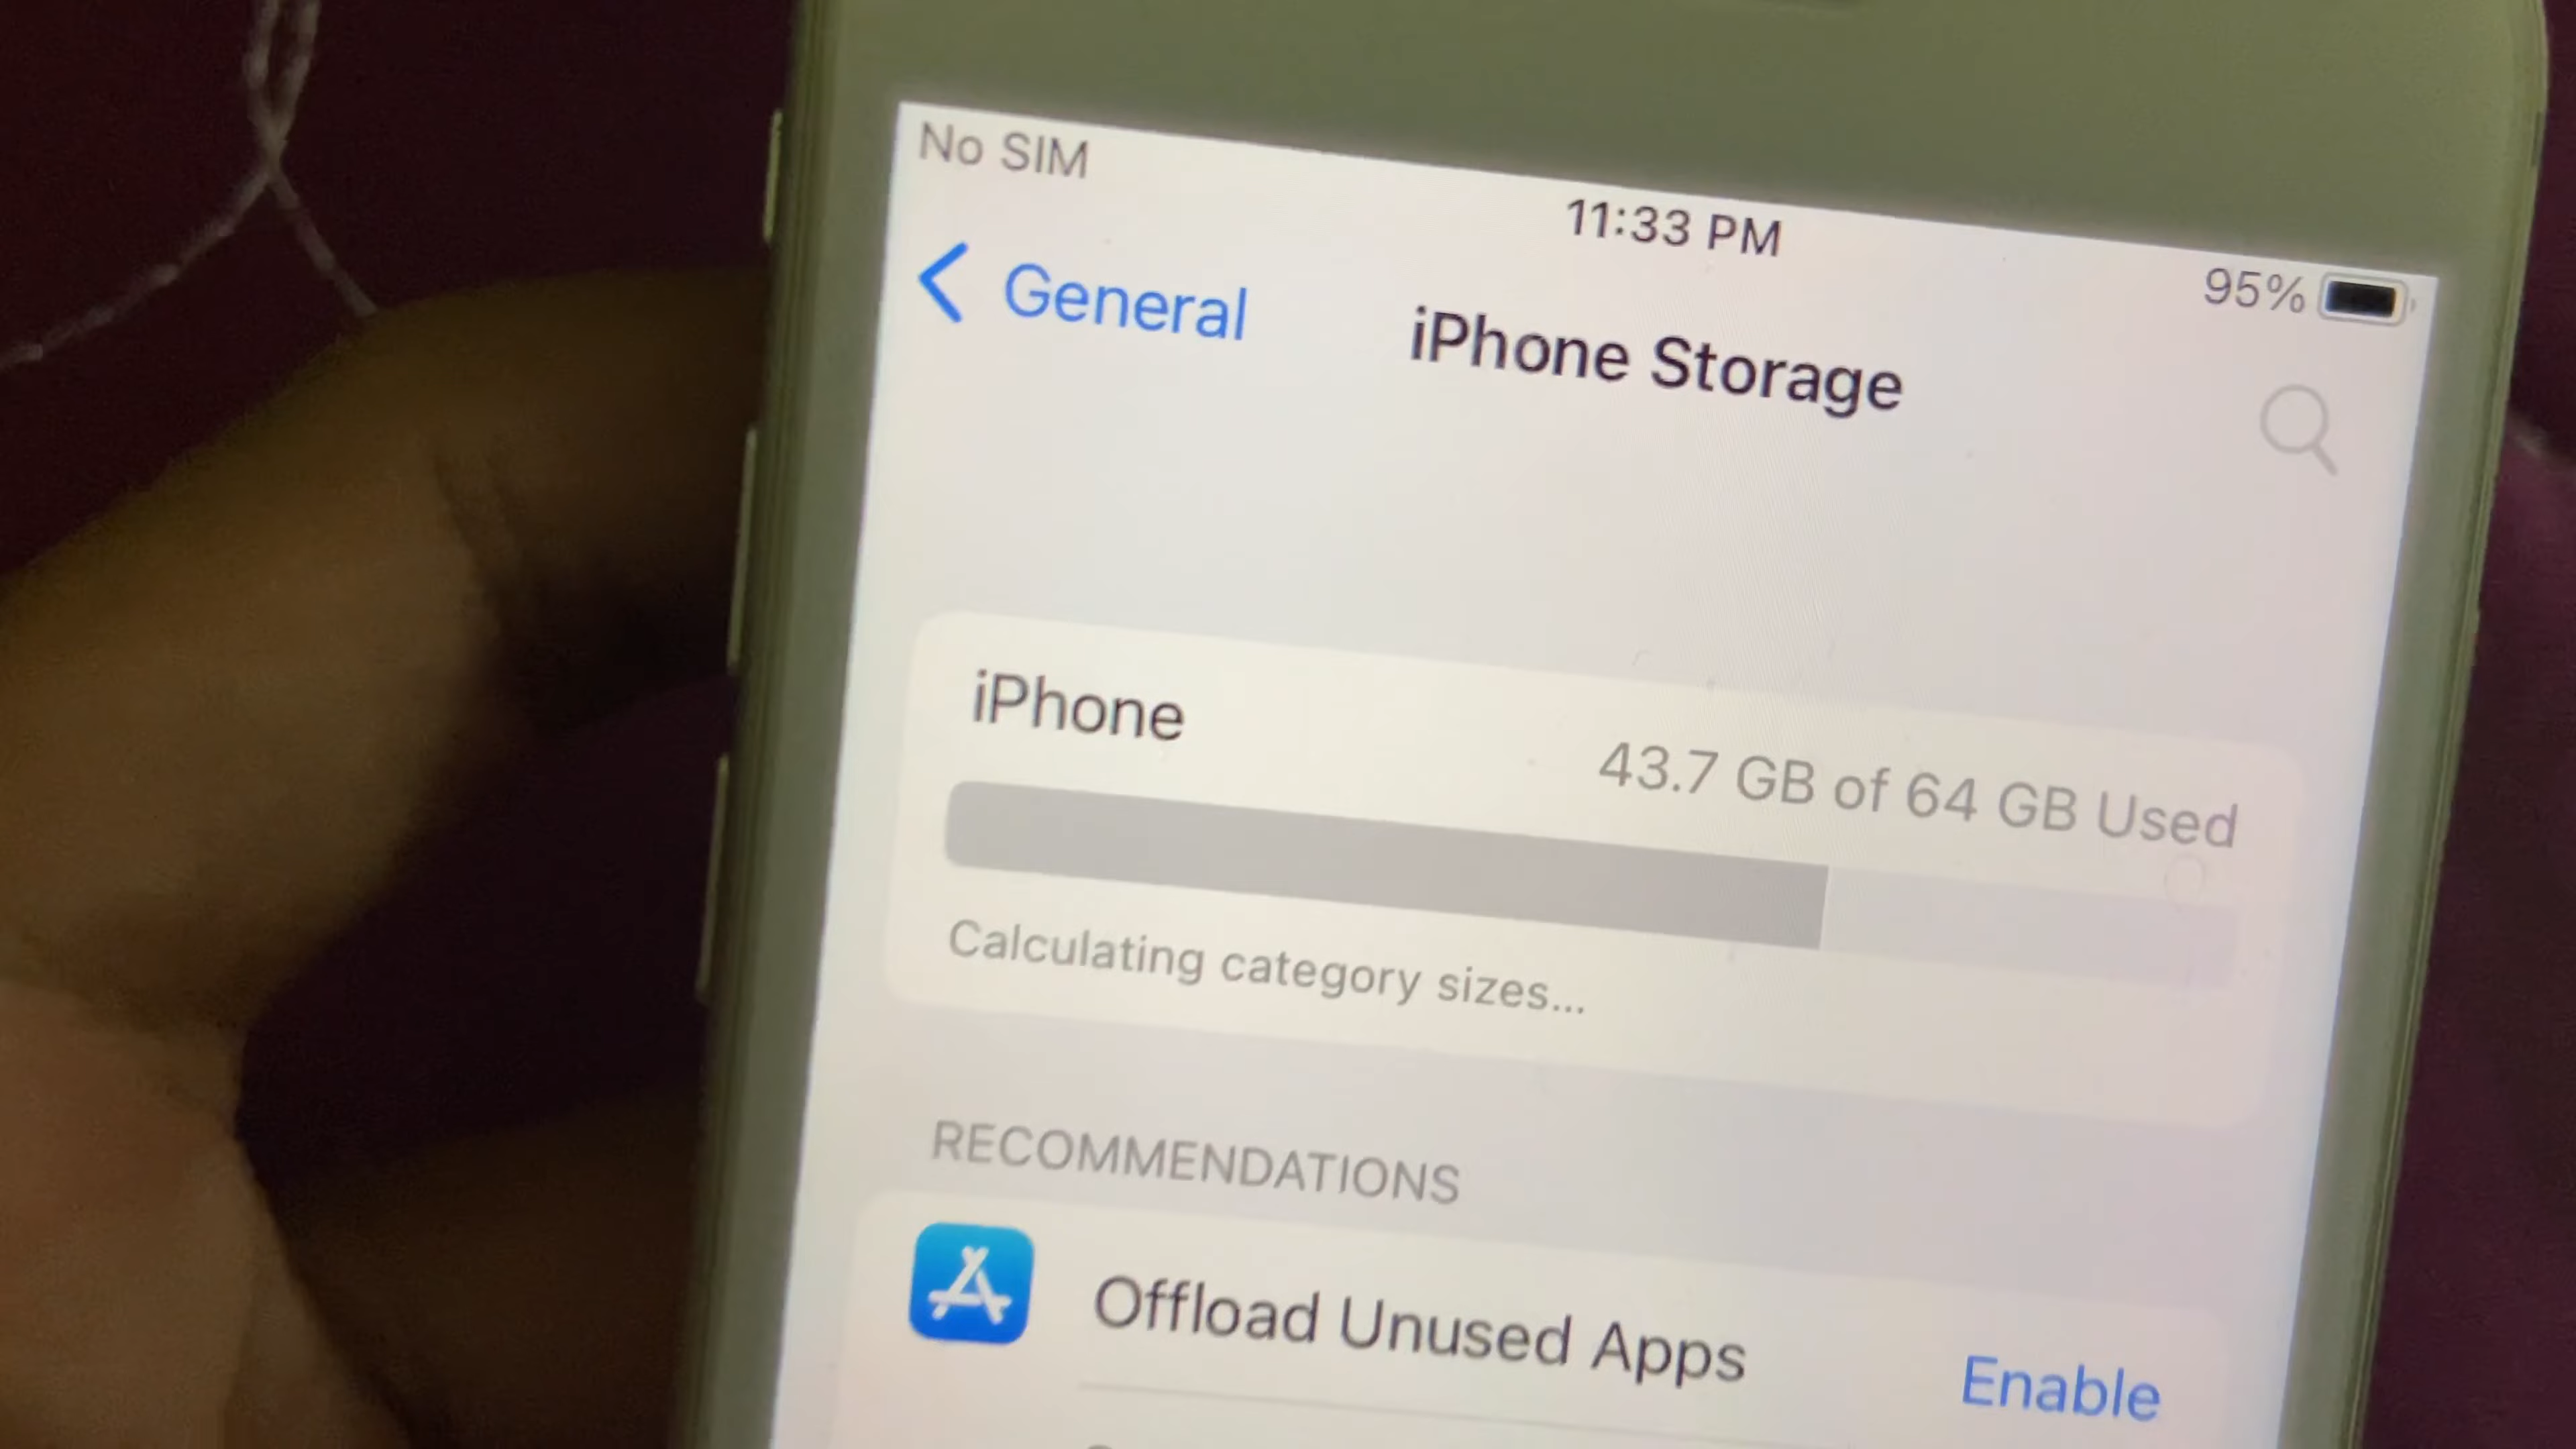 No SIM
11:33 PM
95%
General
iPhone Storage
iPhone
43.7 GB of 64 GB Used
Calculating category sizes...
RECOMMENDATIONS
Offload Unused Apps
Enable